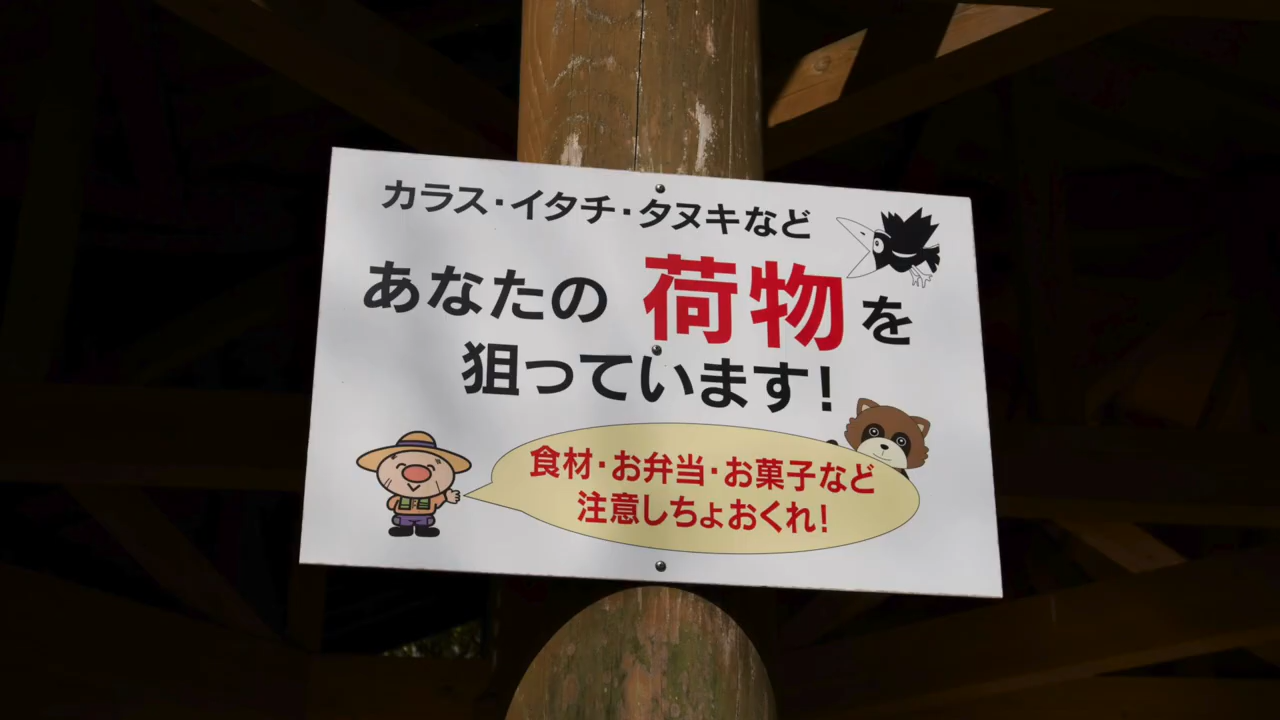 カラス・イタチ・タヌキなど
あなたの 荷物 を
狙っています!
食材・お弁当・お菓子など
注意しちょおくれ!